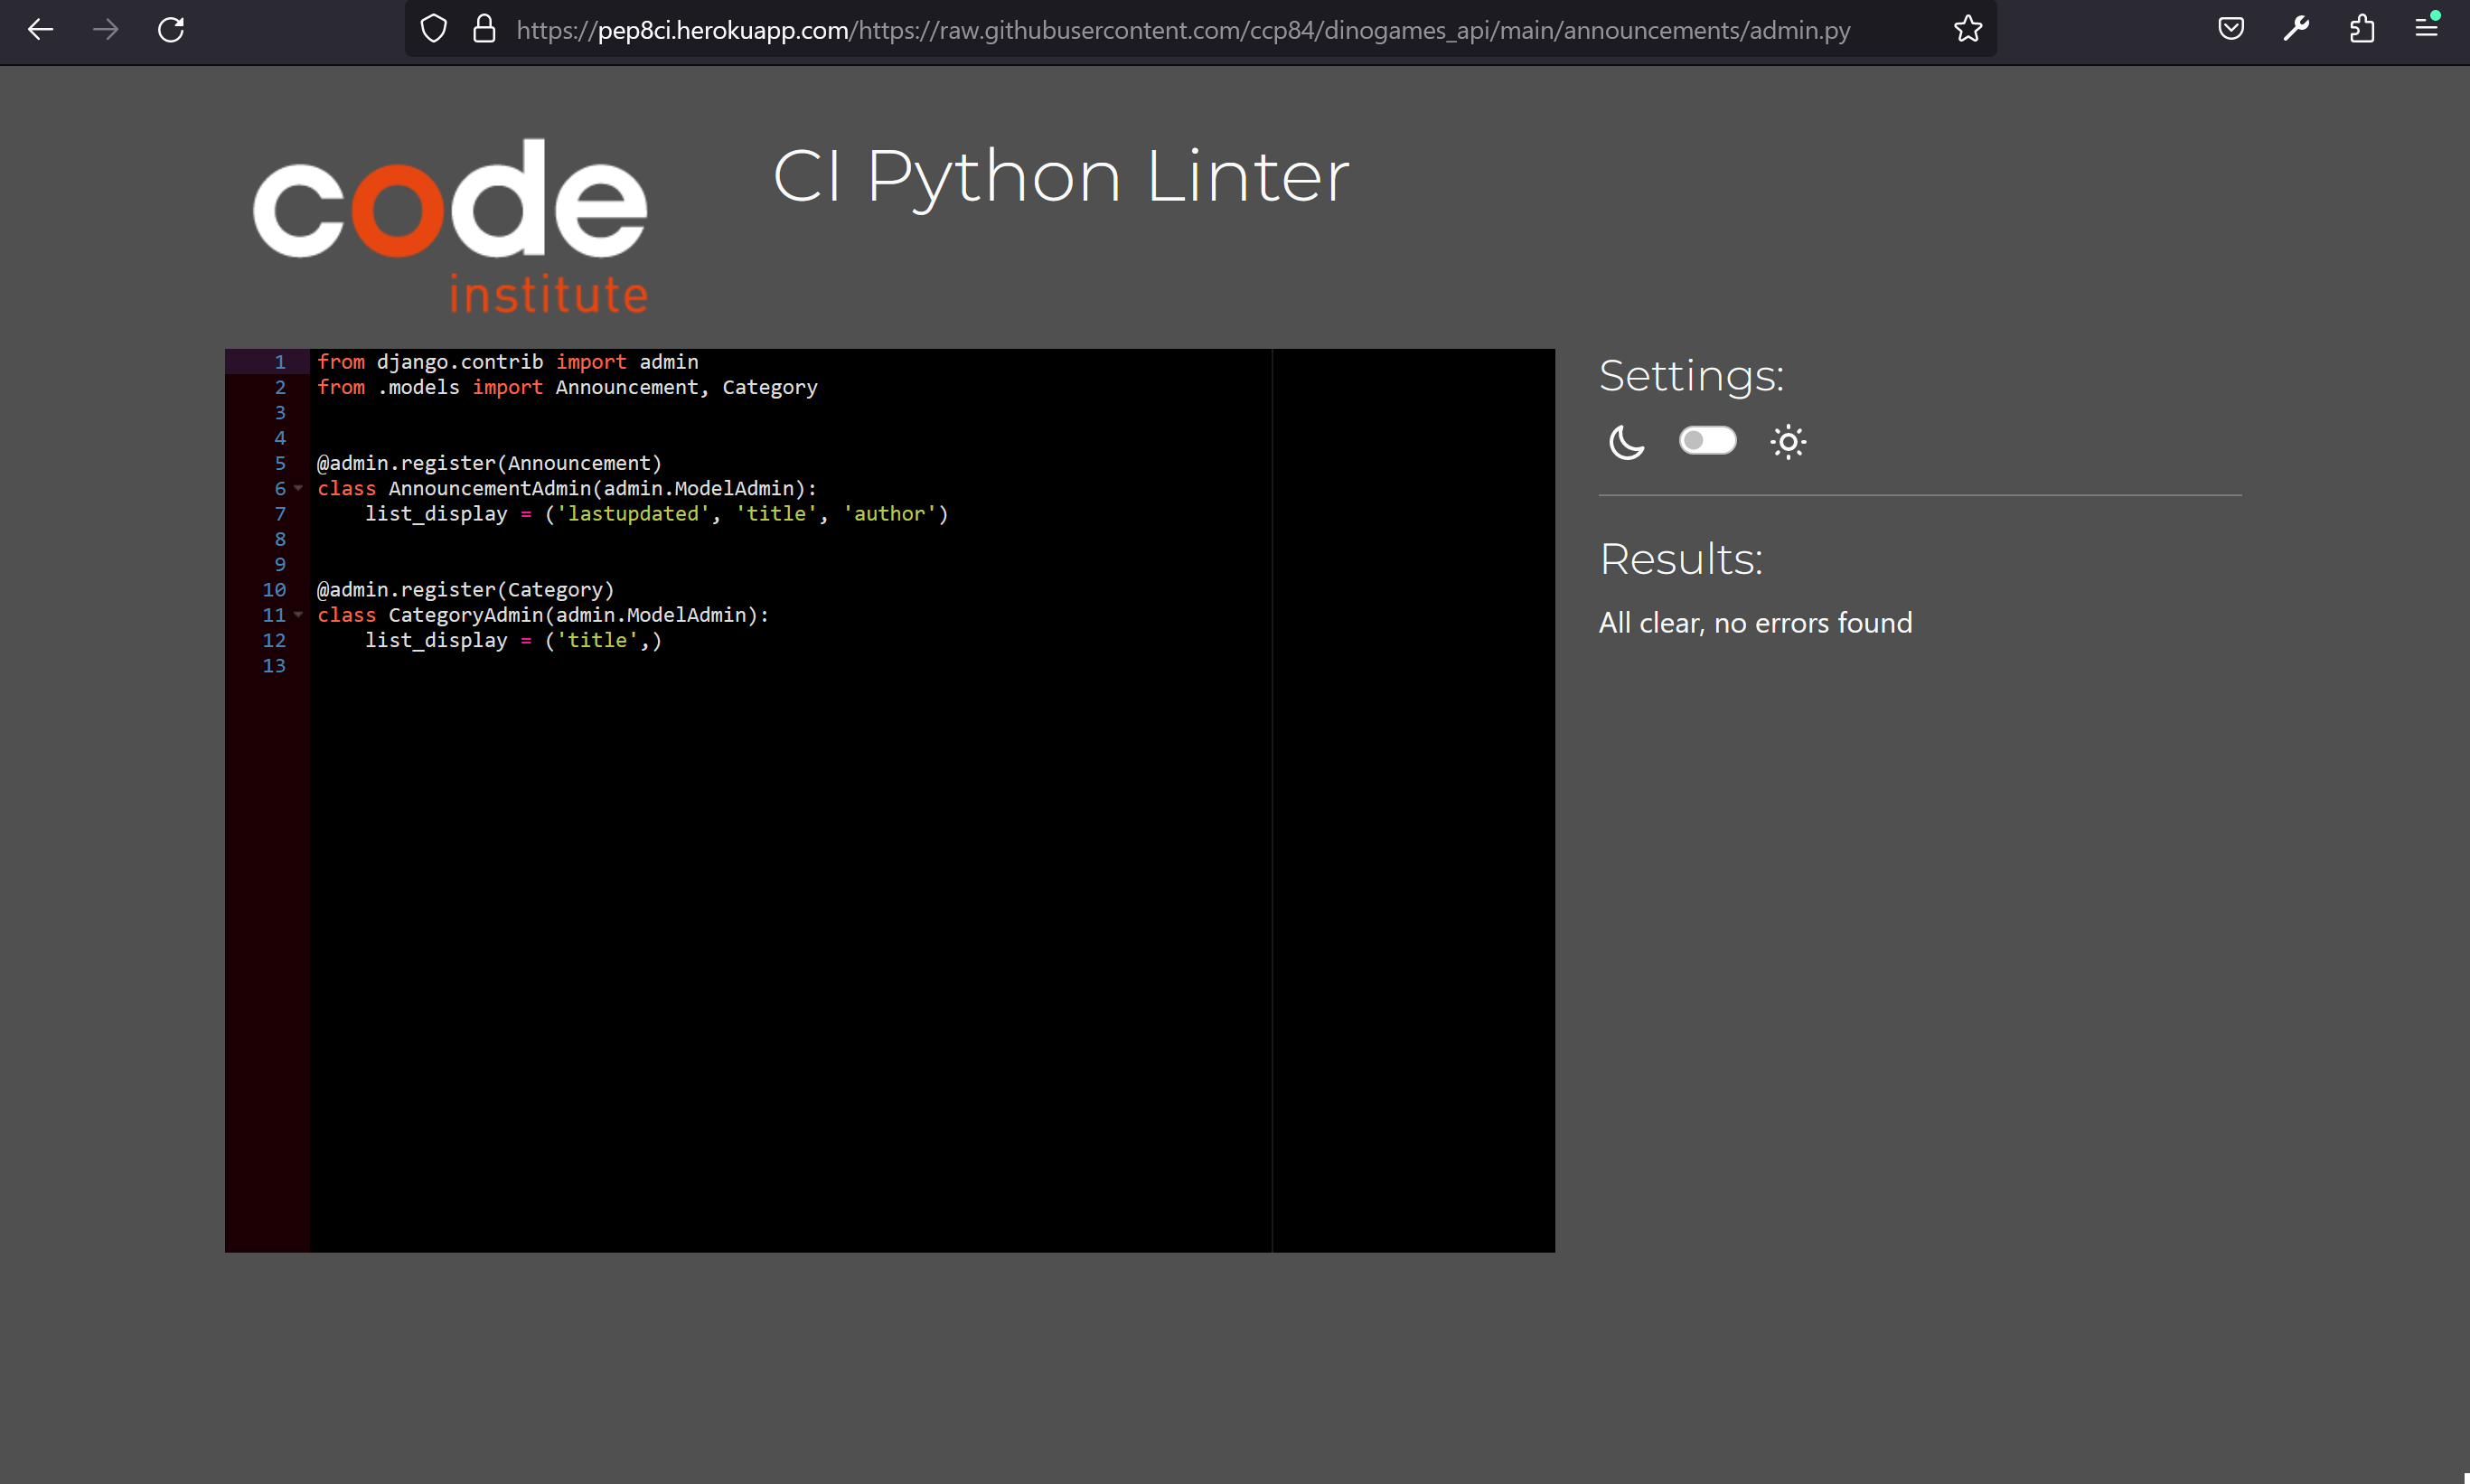 https://pep8ci.herokuapp.com/https://raw.githubusercontent.com/ccp84/dinogames_api/main/announcements/admin.py
code
institute
CI Python Linter
1 from django.contrib import admin
2 from .models import Announcement, Category
3
4
5 @admin.register(Announcement)
6 class AnnouncementAdmin(admin.ModelAdmin):
7     list_display = ('lastupdated', 'title', 'author')
8
9
10 @admin.register(Category)
11 class CategoryAdmin(admin.ModelAdmin):
12     list_display = ('title',)
13
Settings:
Results:
All clear, no errors found